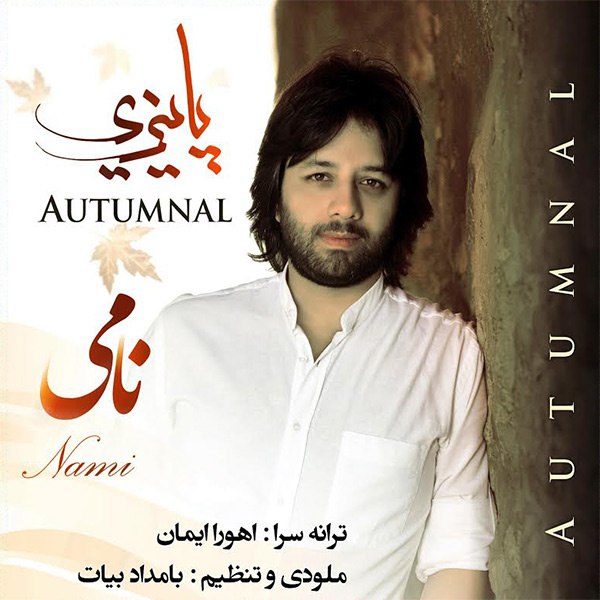 پاییزی
AUTUMNAL
نامی
Nami
ترانه سرا : اهورا ایمان
ملودی و تنظیم : بامداد بیات
AUTUMNAL